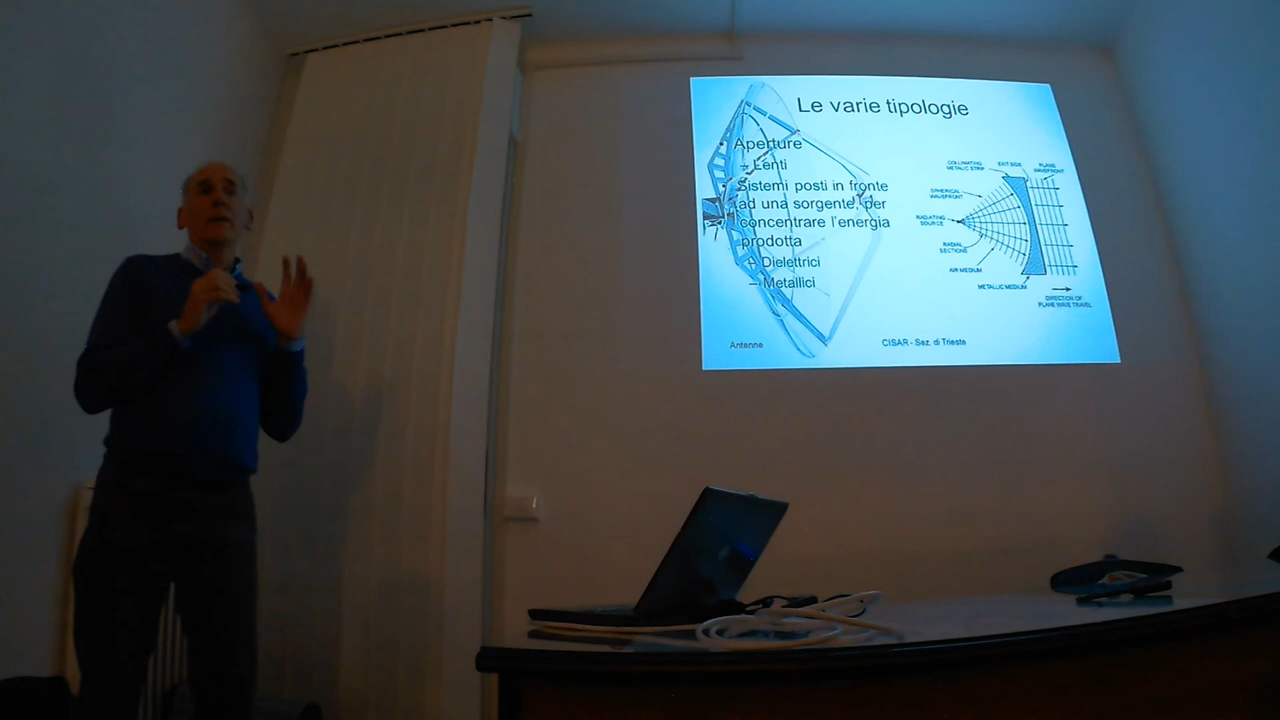 Le varie tipologie
Aperture
– Lenti
Sistemi posti in fronte
ad una sorgente, per
concentrare l'energia
prodotta
– Dielettrici
– Metallici
COLLIMATING
METALIC STRIP
EXIT SIDE
PLANE
WAVEFRONT
SPHERICAL
WAVEFRONT
RADIATING
SOURCE
RADIAL
SECTIONS
AIR MEDIUM
METALLIC MEDIUM
DIRECTION OF
PLANE WAVE TRAVEL
Antenne
CISAR - Sez. di Trieste